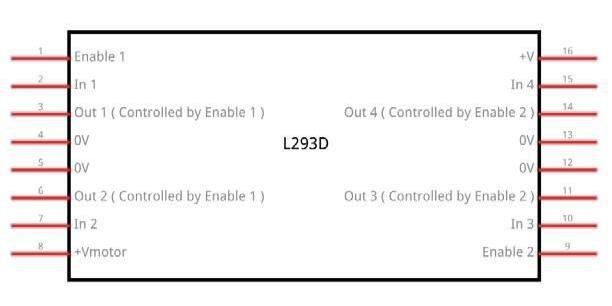 1 Enable 1 +V 16
2 In 1 In 4 15
3 Out 1 ( Controlled by Enable 1 ) Out 4 ( Controlled by Enable 2 ) 14
4 0V 0V 13
L293D
5 0V 0V 12
6 Out 2 ( Controlled by Enable 1 ) Out 3 ( Controlled by Enable 2 ) 11
7 In 2 In 3 10
8 +Vmotor Enable 2 9